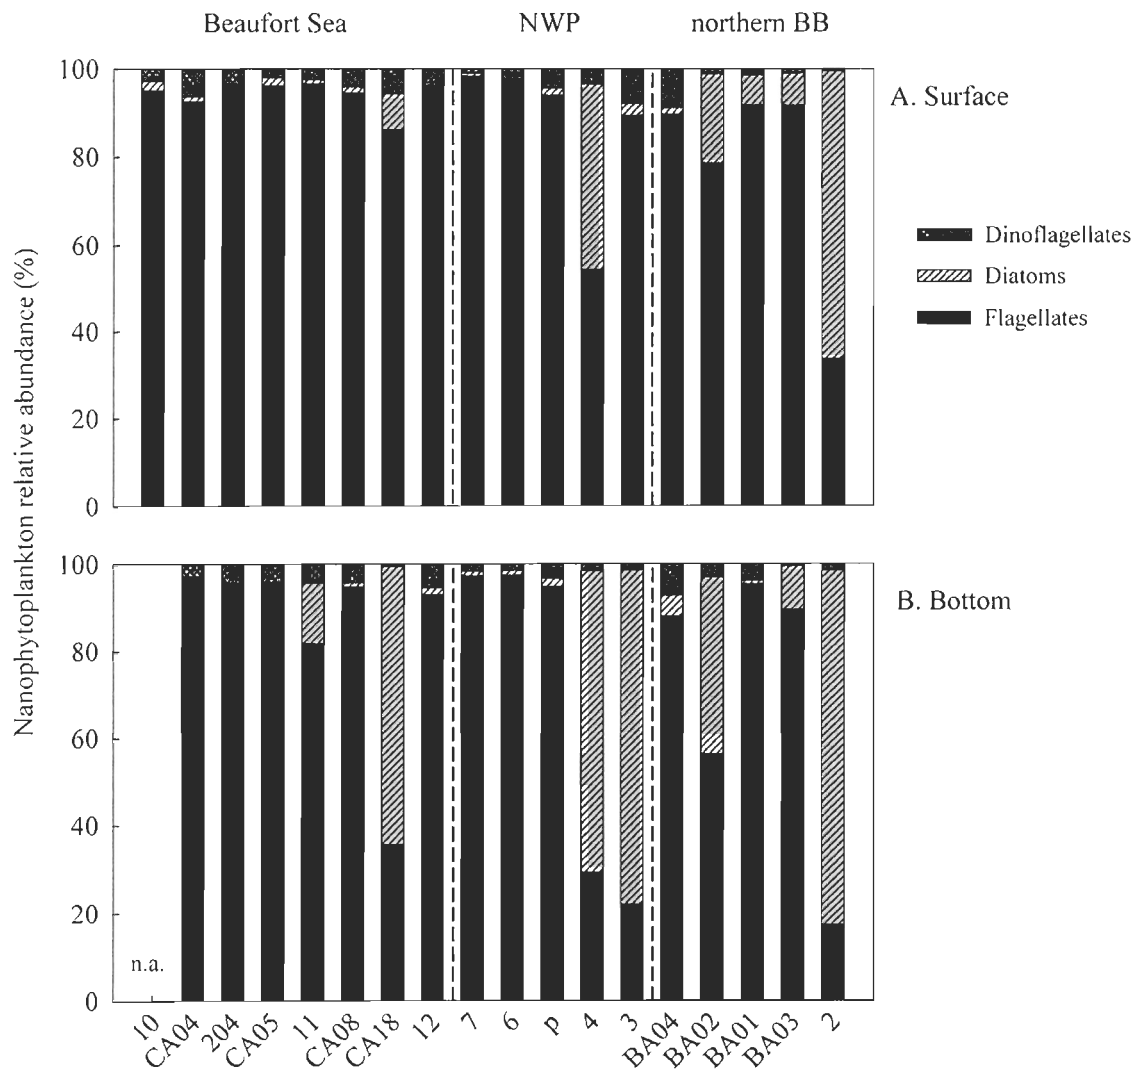 Beaufort Sea NWP northern BB
A. Surface
Dinoflagellates
Diatoms
Flagellates
100
80
60
40
20
0
Nanophytoplankton relative abundance (%)
B. Bottom
100
80
60
40
20
0
n.a.
10 CA04 204 CA05 11 CA08 CA18 12 7 6 p 4 3 BA04 BA02 BA01 BA03 2